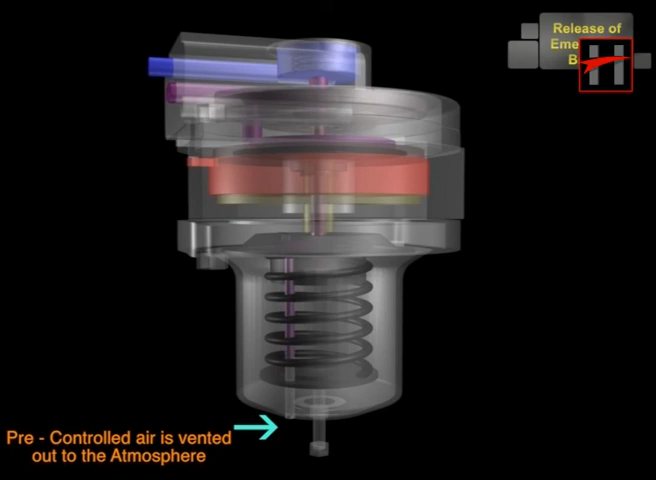 Release of
Eme
B
Pre - Controlled air is vented
out to the Atmosphere